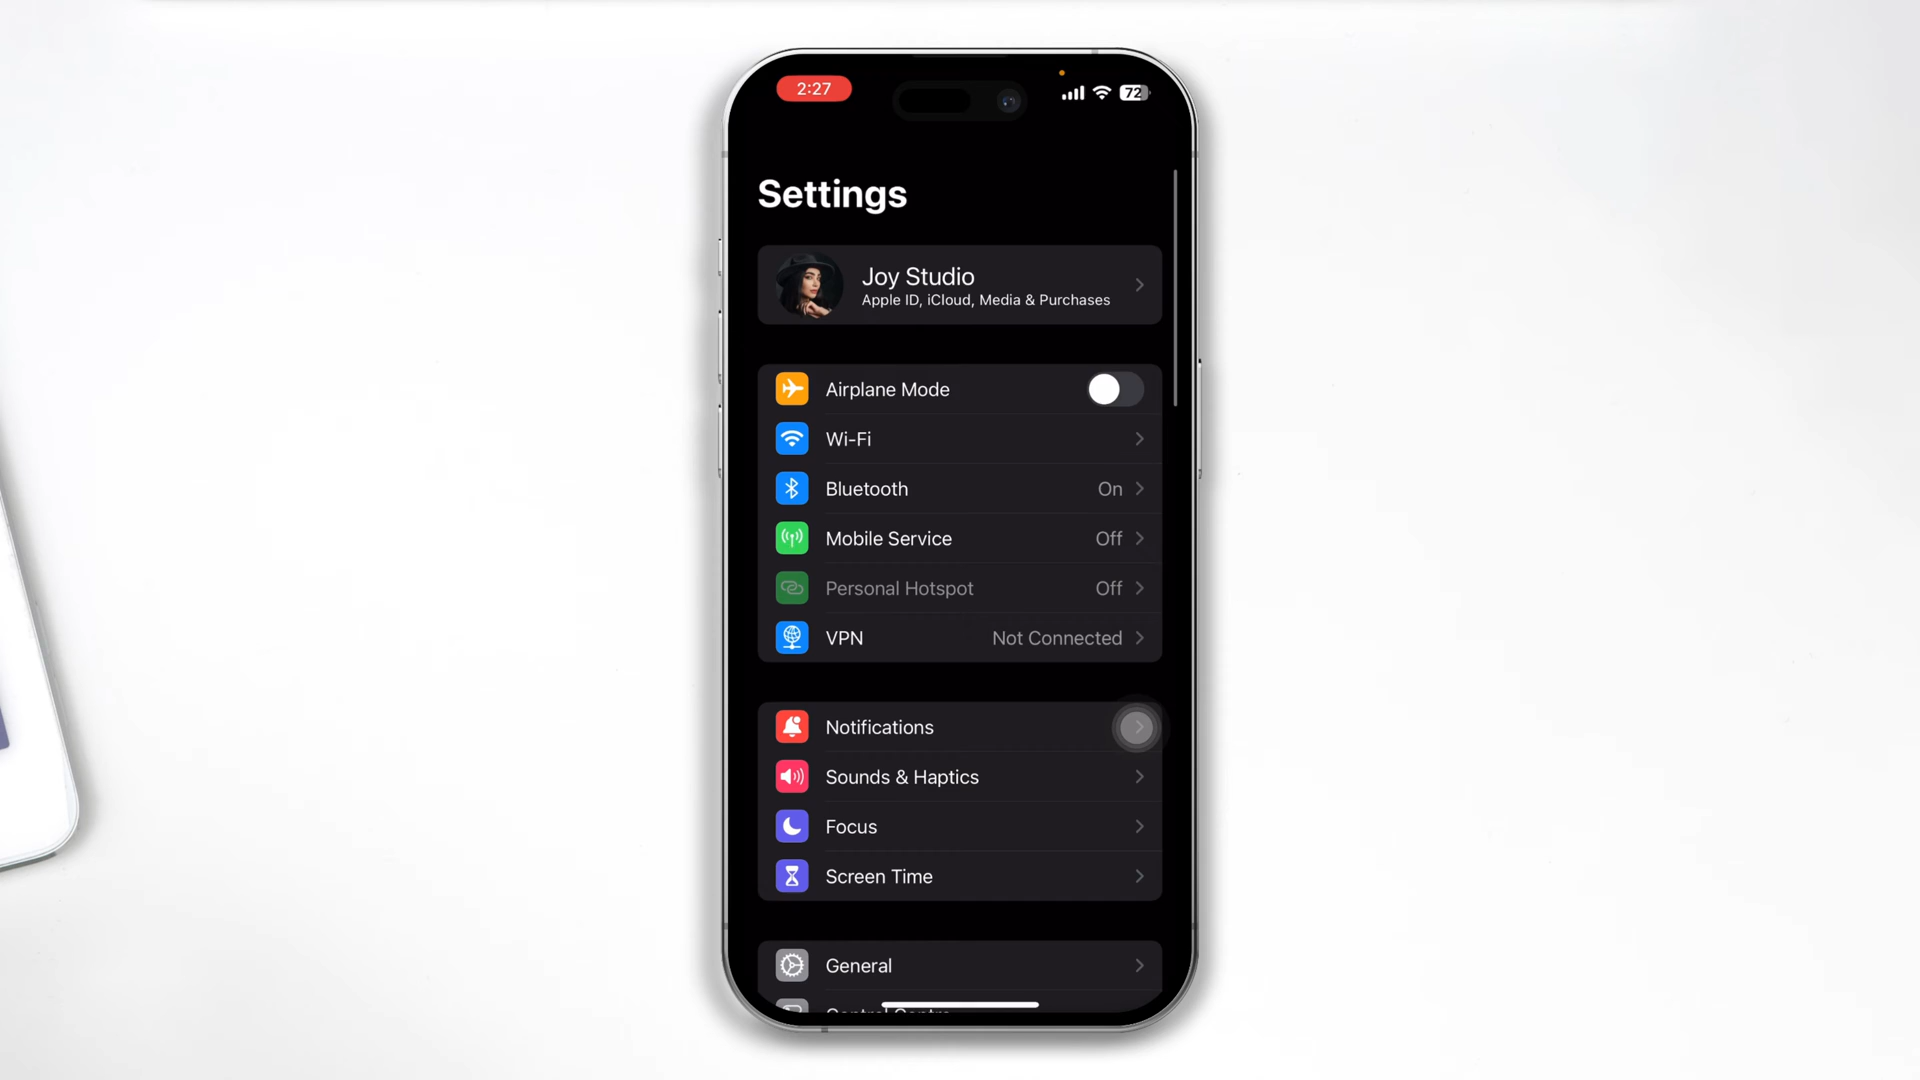 2:27
72
Settings
Joy Studio
Apple ID, iCloud, Media & Purchases
Airplane Mode
Wi-Fi
Bluetooth On
Mobile Service Off
Personal Hotspot Off
VPN Not Connected
Notifications
Sounds & Haptics
Focus
Screen Time
General